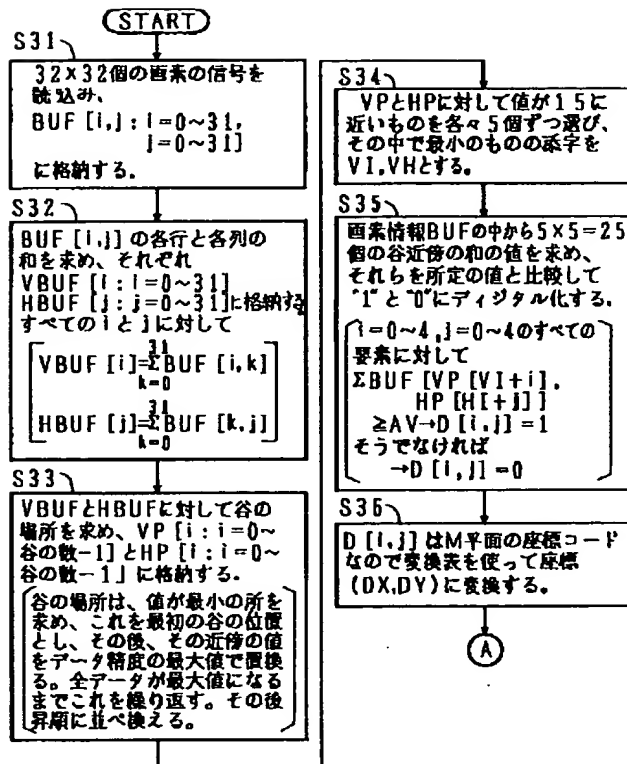 START
S31
32×32個の画素の信号を
読込み、
BUF [i,j : i=0~31,
j=0~31]
に格納する.
S32
BUF [i,j] の各行と各列の
和を求め、それぞれ
VBUF [i : i=0~31]
HBUF [j : j=0~31]に格納する
すべてのiとjに対して
31
VBUF [i]=ΣBUF [i,k]
k=0
31
HBUF [j]=ΣBUF [k,j]
k=0
S33
VBUFとHBUFに対して谷の
場所を求め、VP [i : i=0~
谷の数-1] とHP [i : i=0~
谷の数-1」に格納する.
谷の場所は、値が最小の所を
求め、これを最初の谷の位置
とし、その後、その近傍の値
をデータ精度の最大値で置換
る。全データが最大値になる
までこれを繰り返す。その後
昇順に並べ換える。
S34
VPとHPに対して値が15に
近いものを各々5個ずつ選び、
その中で最小のものの添字を
VI,VHとする。
S35
画素情報BUFの中から5×5=25
個の谷近傍の和の値を求め、
それらを所定の値と比較して
"1"と"0"にディジタル化する.
i=0~4,j=0~4のすべての
要素に対して
ΣBUF [VP [VI+i],
HP [HI+j]]
≧AV→D [i,j] =1
そうでなければ
→D [i,j] =0
S36
D [i,j] はM平面の座標コード
なので変換表を使って座標
(DX,DY)に変換する。
A